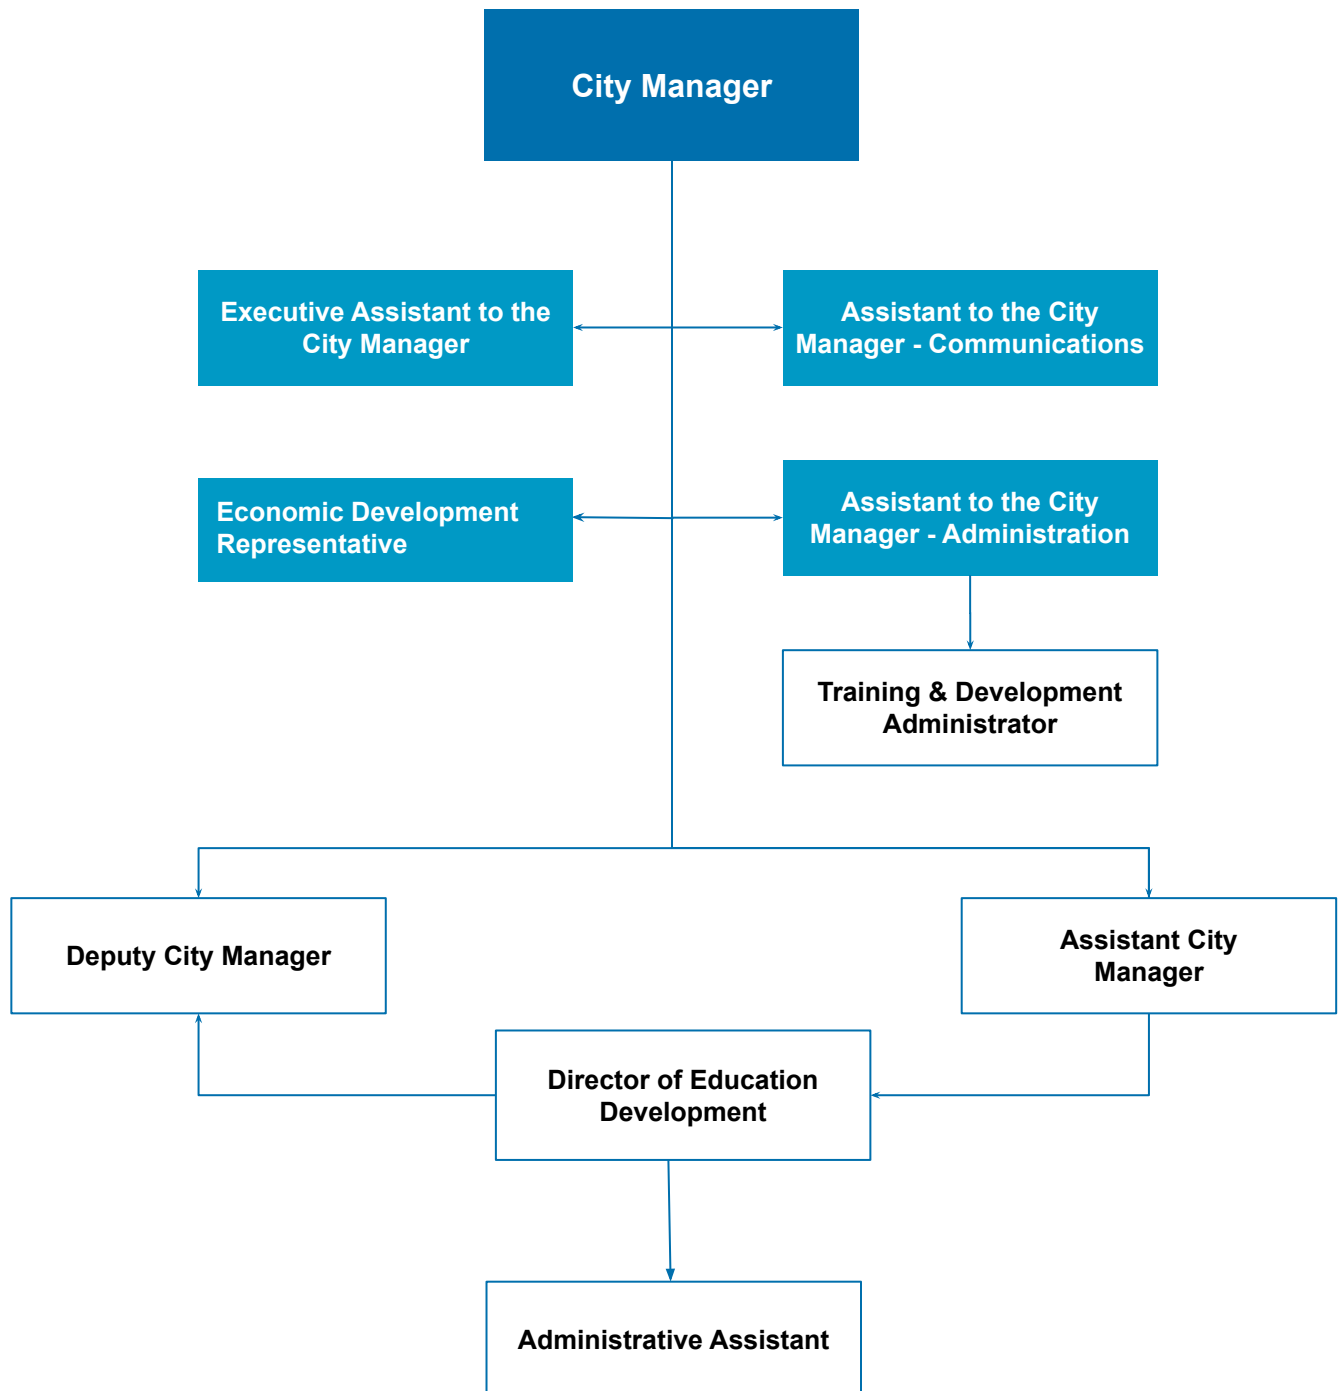 City Manager
Executive Assistant to the
City Manager
Assistant to the City
Manager - Communications
Economic Development
Representative
Assistant to the City
Manager - Administration
Training & Development
Administrator
Deputy City Manager
Assistant City
Manager
Director of Education
Development
Administrative Assistant